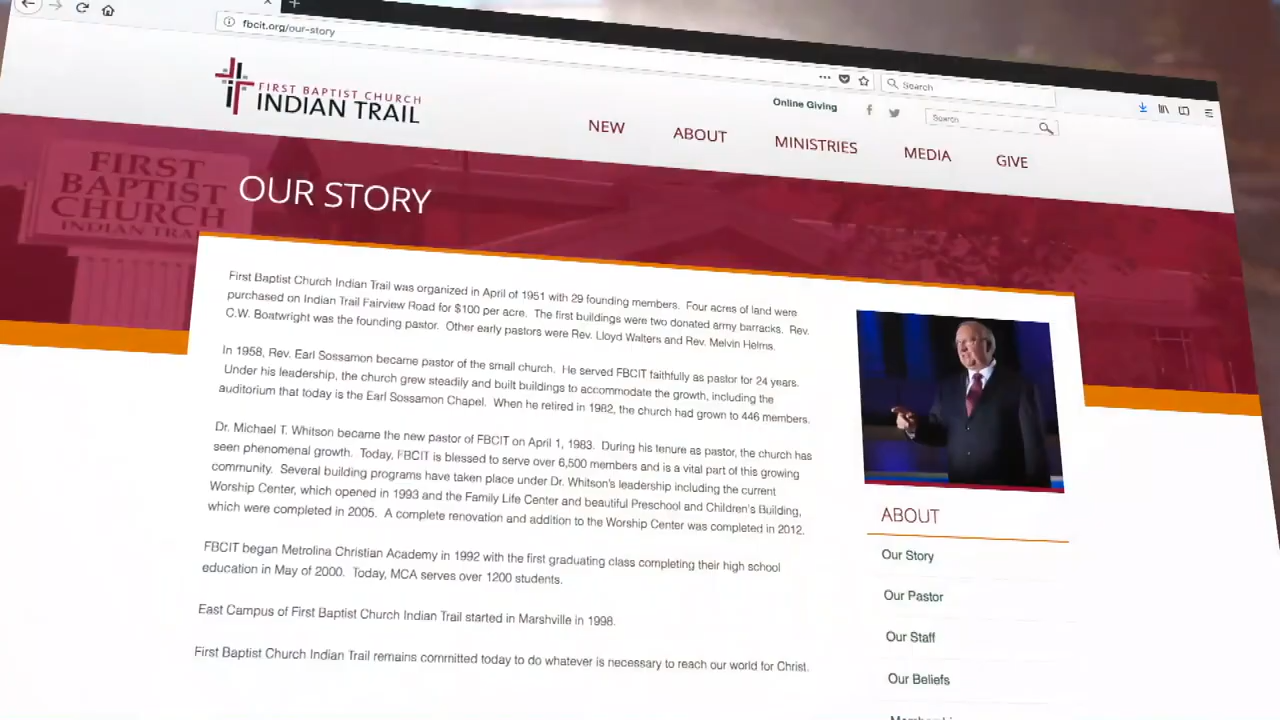 fbcit.org/our-story
Search
FIRST BAPTIST CHURCH
INDIAN TRAIL
Online Giving
Search
NEW ABOUT MINISTRIES MEDIA GIVE
FIRST
BAPTIST
CHURCH
INDIAN TRAIL
OUR STORY
First Baptist Church Indian Trail was organized in April of 1951 with 29 founding members. Four acres of land were
purchased on Indian Trail Fairview Road for $100 per acre. The first buildings were two donated army barracks. Rev.
C.W. Boatwright was the founding pastor. Other early pastors were Rev. Lloyd Walters and Rev. Melvin Helms.
In 1958, Rev. Earl Sossamon became pastor of the small church. He served FBCIT faithfully as pastor for 24 years.
Under his leadership, the church grew steadily and built buildings to accommodate the growth, including the
auditorium that today is the Earl Sossamon Chapel. When he retired in 1982, the church had grown to 446 members.
Dr. Michael T. Whitson became the new pastor of FBCIT on April 1, 1983. During his tenure as pastor, the church has
seen phenomenal growth. Today, FBCIT is blessed to serve over 6,500 members and is a vital part of this growing
community. Several building programs have taken place under Dr. Whitson's leadership including the current
Worship Center, which opened in 1993 and the Family Life Center and beautiful Preschool and Children's Building,
which were completed in 2005. A complete renovation and addition to the Worship Center was completed in 2012.
FBCIT began Metrolina Christian Academy in 1992 with the first graduating class completing their high school
education in May of 2000. Today, MCA serves over 1200 students.
East Campus of First Baptist Church Indian Trail started in Marshville in 1998.
First Baptist Church Indian Trail remains committed today to do whatever is necessary to reach our world for Christ.
ABOUT
Our Story
Our Pastor
Our Staff
Our Beliefs